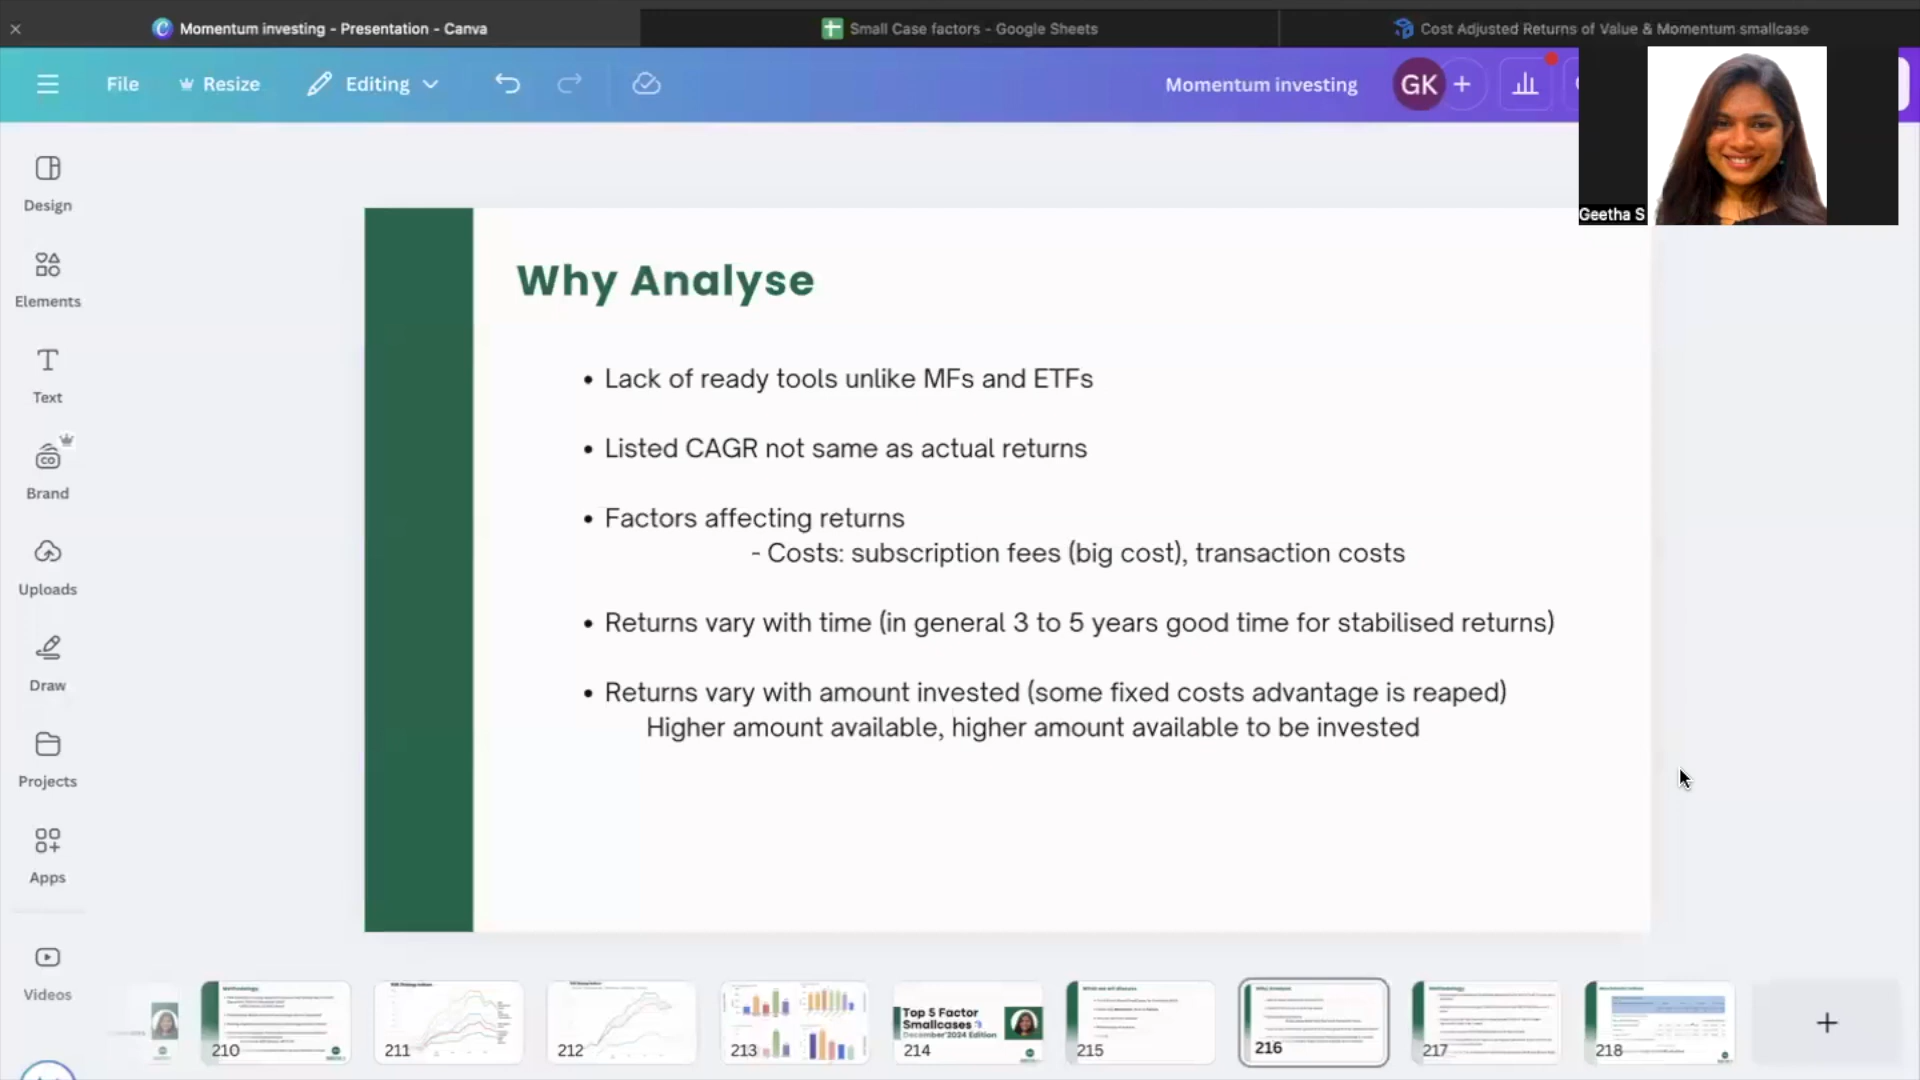 Momentum investing - Presentation - Canva
Small Case factors - Google Sheets
Cost Adjusted Returns of Value & Momentum smallcase
File
Resize
Editing
Momentum investing
GK
Geetha S
Design
Elements
Text
Brand
Uploads
Draw
Projects
Apps
Videos
Why Analyse
• Lack of ready tools unlike MFs and ETFs
• Listed CAGR not same as actual returns
• Factors affecting returns
- Costs: subscription fees (big cost), transaction costs
• Returns vary with time (in general 3 to 5 years good time for stabilised returns)
• Returns vary with amount invested (some fixed costs advantage is reaped)
Higher amount available, higher amount available to be invested
Methodology
210
211
212
213
Top 5 Factor
Smallcases
December'2024 Edition
214
215
Why Analyse
216
Methodology
217
218